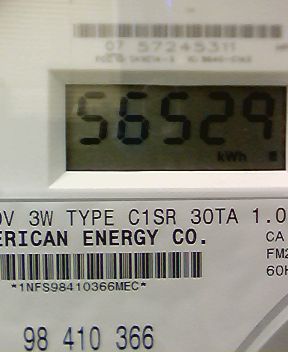 07 57245311
56529
kWh
0V 3W TYPE C1SR 30TA 1.0
ERICAN ENERGY CO.
CA
FM2
60H
*1NFS98410366MEC*
98 410 366